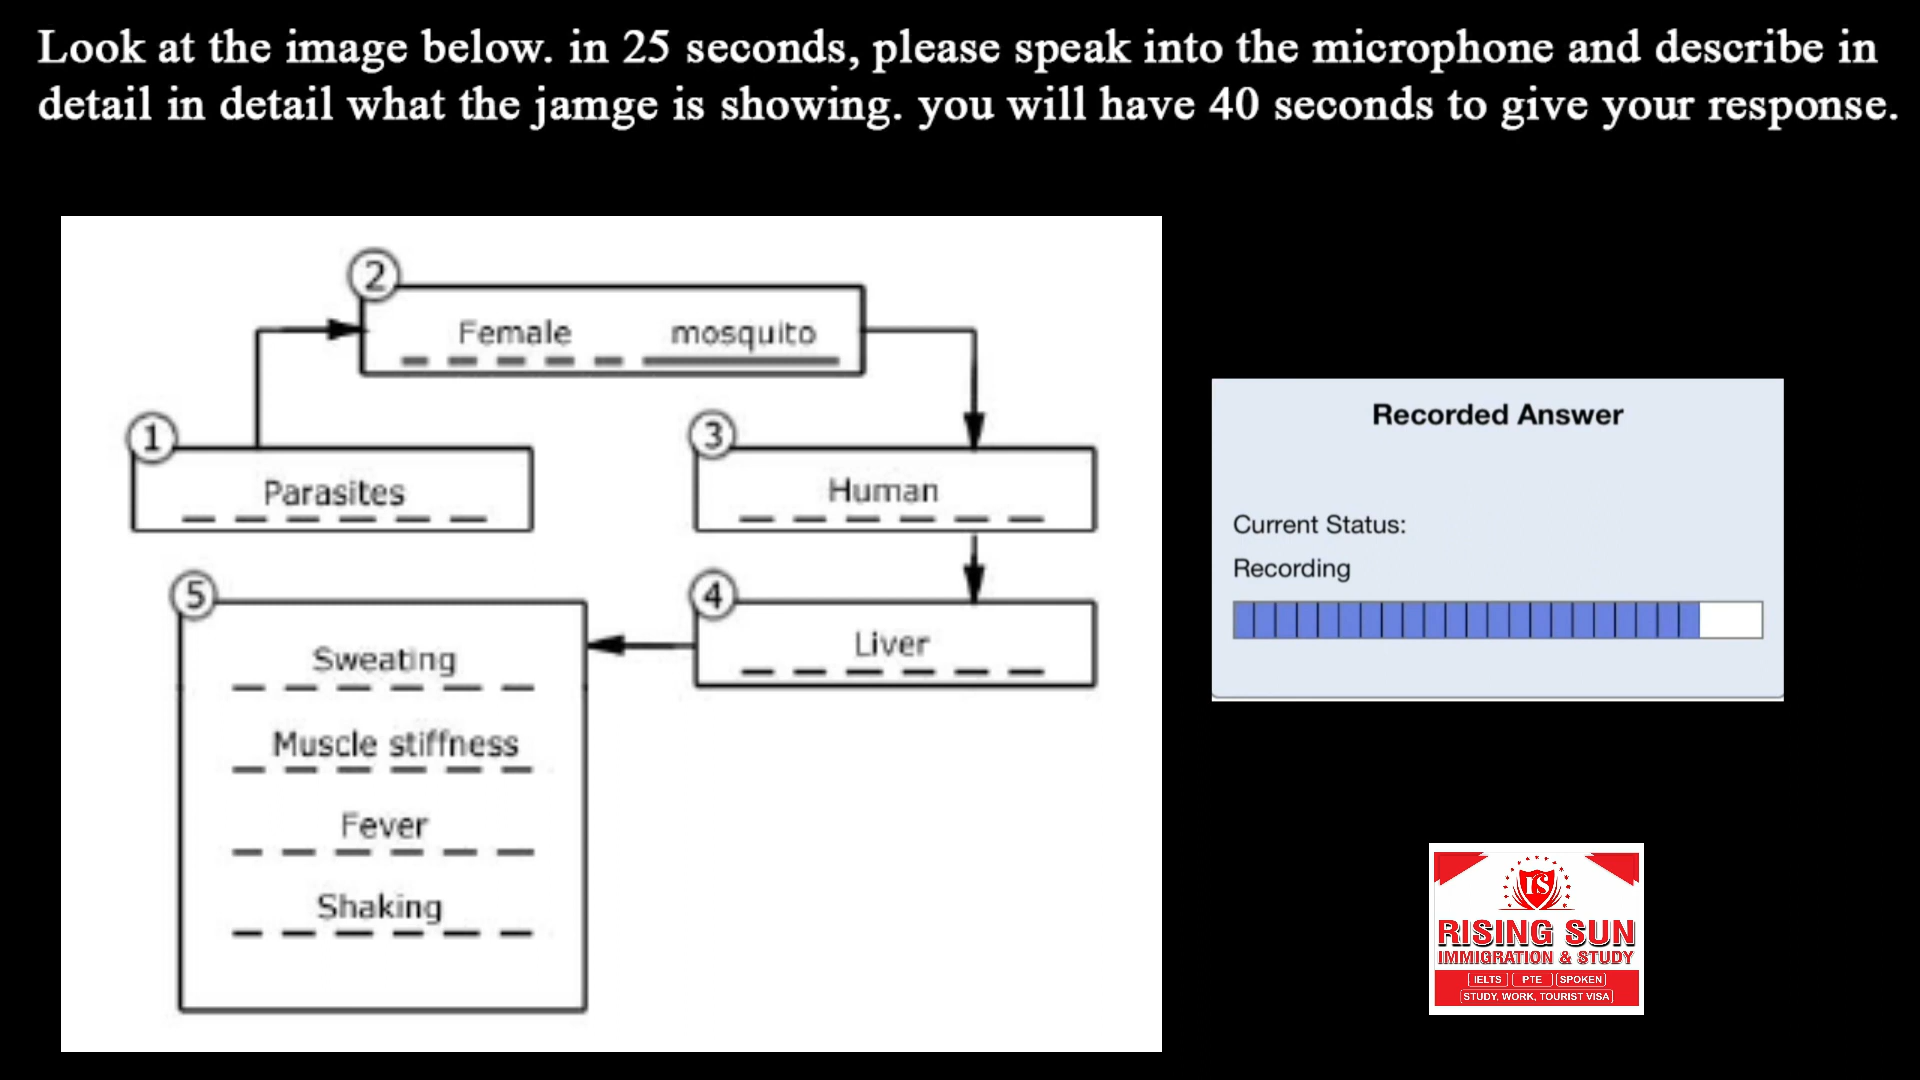 Look at the image below. in 25 seconds, please speak into the microphone and describe in
detail in detail what the jamge is showing. you will have 40 seconds to give your response.
2
Female mosquito
1
Parasites
3
Human
5
Sweating
Muscle stiffness
Fever
Shaking
4
Liver
Recorded Answer
Current Status:
Recording
RS
RISING SUN
IMMIGRATION & STUDY
IELTS PTE SPOKEN
STUDY, WORK, TOURIST VISA